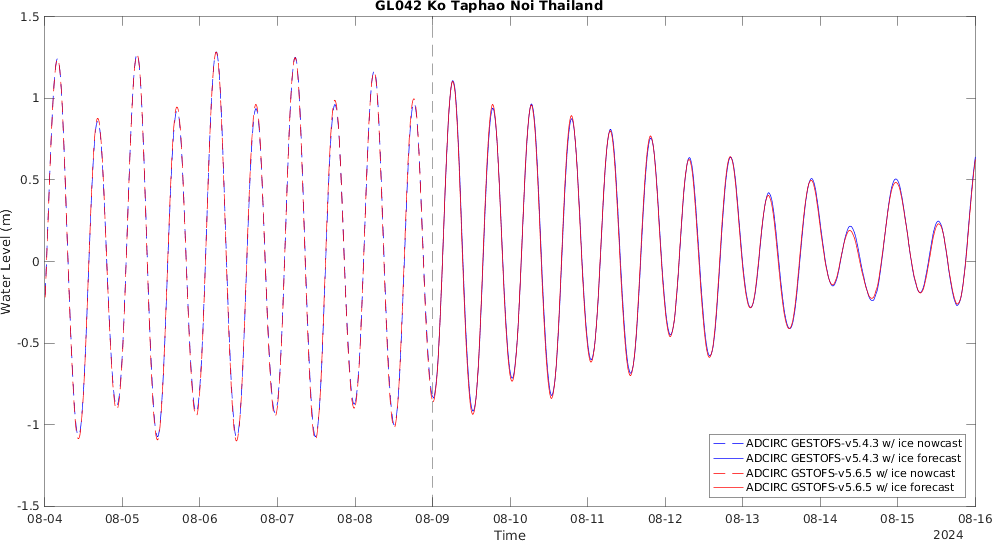 GL042 Ko Taphao Noi Thailand
1.5
1
0.5
0
-0.5
-1
-1.5
Water Level (m)
08-04 08-05 08-06 08-07 08-08 08-09 08-10 08-11 08-12 08-13 08-14 08-15 08-16
Time
2024
ADCIRC GESTOFS-v5.4.3 w/ ice nowcast
ADCIRC GESTOFS-v5.4.3 w/ ice forecast
ADCIRC GSTOFS-v5.6.5 w/ ice nowcast
ADCIRC GSTOFS-v5.6.5 w/ ice forecast